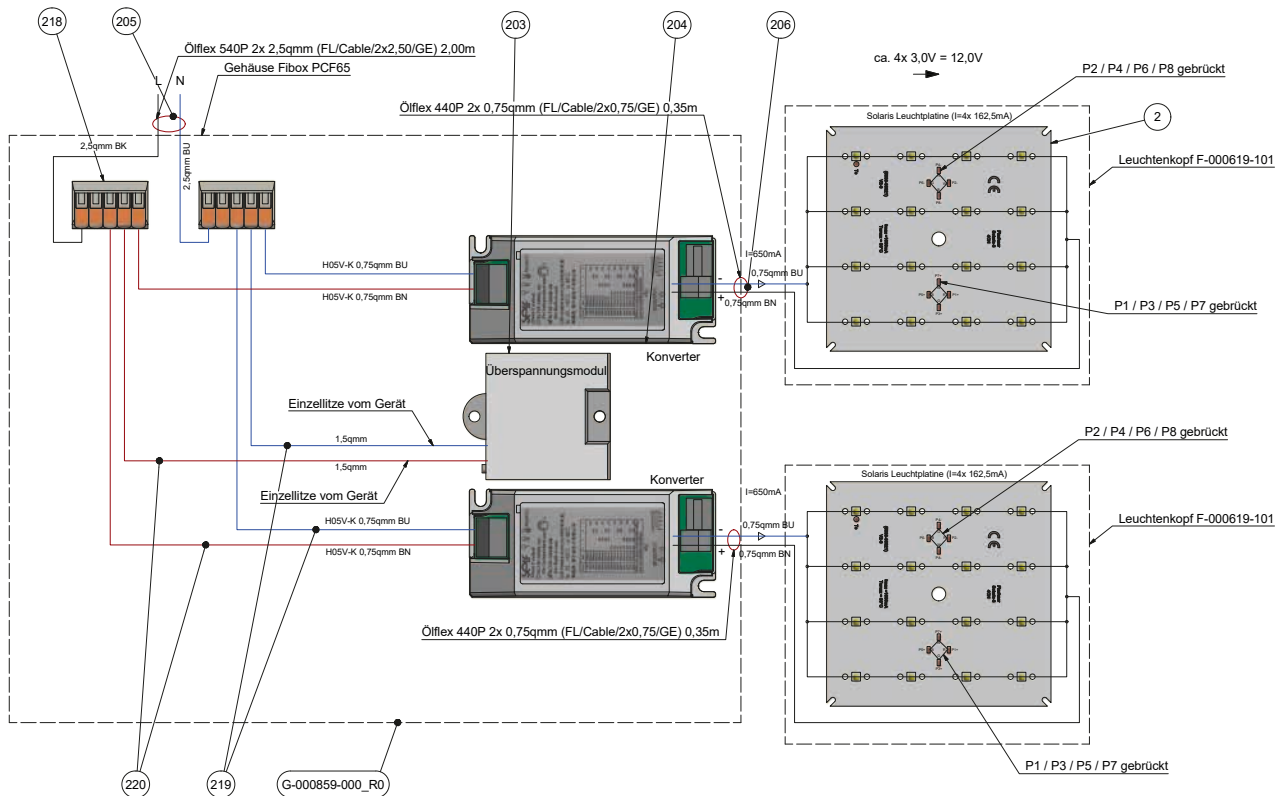 218
205
203
204
206
Ölflex 540P 2x 2,5qmm (FL/Cable/2x2,50/GE) 2,00m
Gehäuse Fibox PCF65
L
N
ca. 4x 3,0V = 12,0V
P2 / P4 / P6 / P8 gebrückt
Ölflex 440P 2x 0,75qmm (FL/Cable/2x0,75/GE) 0,35m
Solaris Leuchtplatine (I=4x 162,5mA)
2
2,5qmm BK
2,5qmm BU
Leuchtenkopf F-000619-101
H05V-K 0,75qmm BU
I=650mA
0,75qmm BU
-
+
H05V-K 0,75qmm BN
0,75qmm BN
P1 / P3 / P5 / P7 gebrückt
Konverter
Überspannungsmodul
Einzellitze vom Gerät
1,5qmm
1,5qmm
Einzellitze vom Gerät
P2 / P4 / P6 / P8 gebrückt
Konverter
Solaris Leuchtplatine (I=4x 162,5mA)
I=650mA
H05V-K 0,75qmm BU
0,75qmm BU
-
+
H05V-K 0,75qmm BN
0,75qmm BN
Leuchtenkopf F-000619-101
Ölflex 440P 2x 0,75qmm (FL/Cable/2x0,75/GE) 0,35m
P1 / P3 / P5 / P7 gebrückt
220
219
G-000859-000_R0